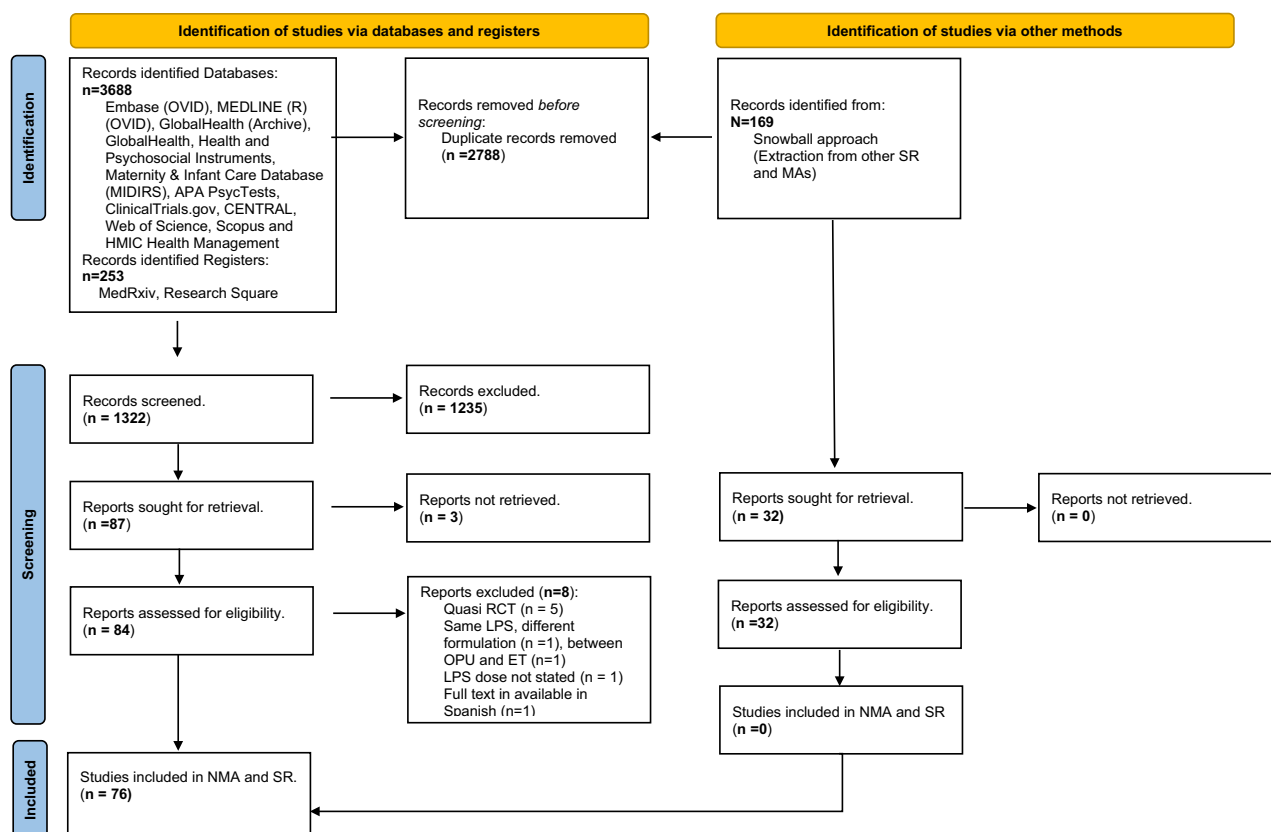 Identification of studies via databases and registers
Identification of studies via other methods
Identification
Records identified Databases:
n=3688
Embase (OVID), MEDLINE (R)
(OVID), GlobalHealth (Archive),
GlobalHealth, Health and
Psychosocial Instruments,
Maternity & Infant Care Database
(MIDIRS), APA PsycTests,
ClinicalTrials.gov, CENTRAL,
Web of Science, Scopus and
HMIC Health Management
Records identified Registers:
n=253
MedRxiv, Research Square
Records removed before
screening:
Duplicate records removed
(n =2788)
Records identified from:
N=169
Snowball approach
(Extraction from other SR
and MAs)
Screening
Records screened.
(n = 1322)
Records excluded.
(n = 1235)
Reports sought for retrieval.
(n =87)
Reports not retrieved.
(n = 3)
Reports sought for retrieval.
(n = 32)
Reports not retrieved.
(n = 0)
Reports assessed for eligibility.
(n = 84)
Reports excluded (n=8):
Quasi RCT (n = 5)
Same LPS, different
formulation (n =1), between
OPU and ET (n=1)
LPS dose not stated (n = 1)
Full text in available in
Spanish (n=1)
Reports assessed for eligibility.
(n =32)
Studies included in NMA and SR
(n =0)
Included
Studies included in NMA and SR.
(n = 76)